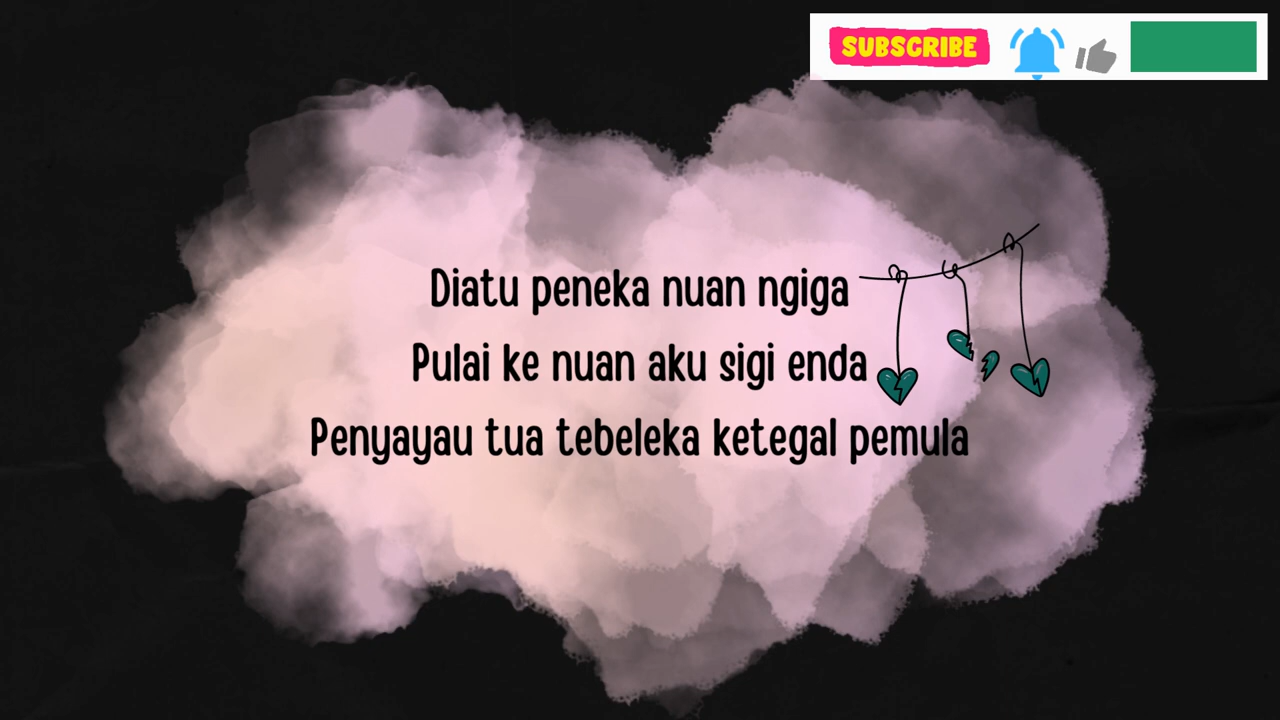 SUBSCRIBE
Diatu peneka nuan ngiga
Pulai ke nuan aku sigi enda
Penyayau tua tebeleka ketegal pemula